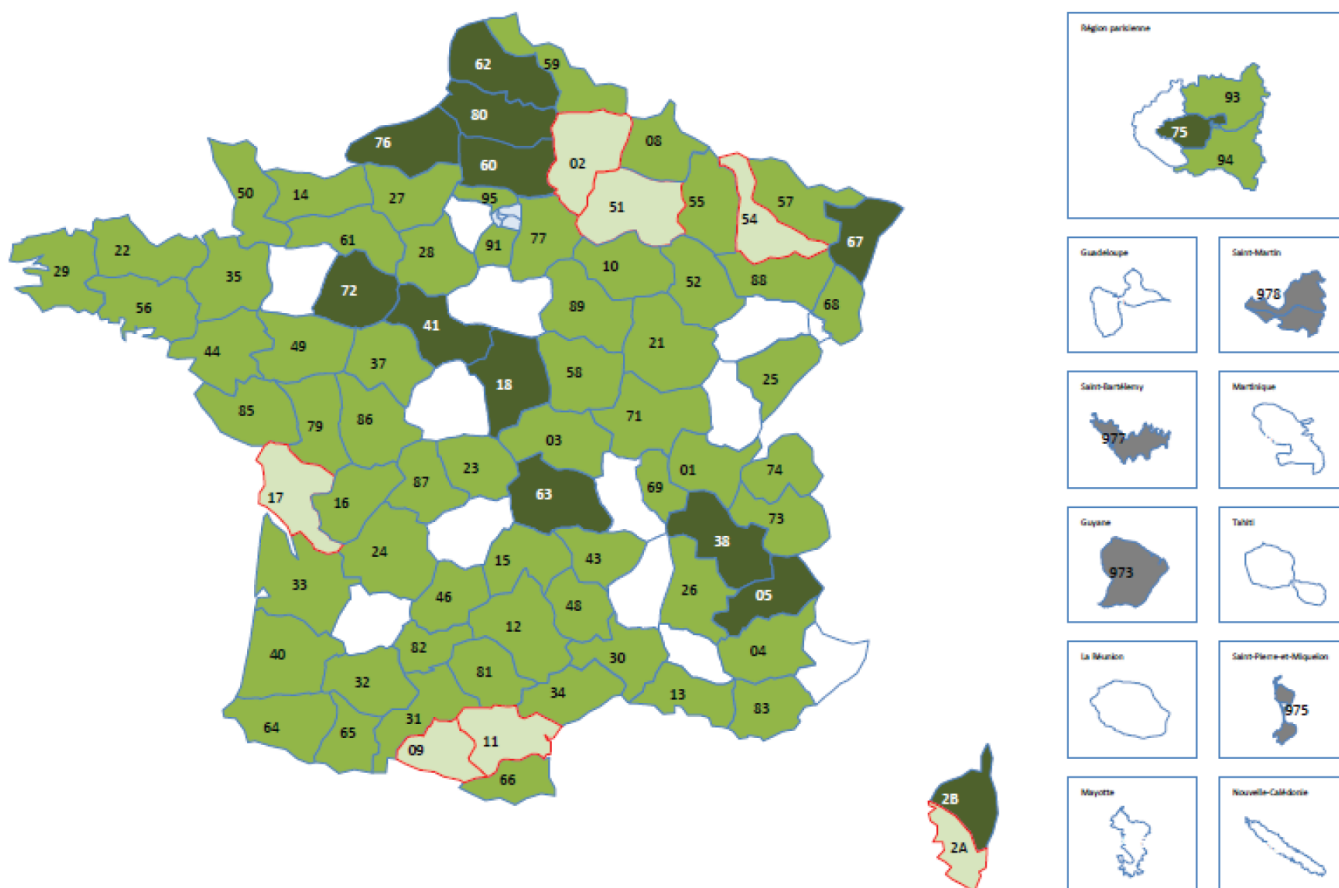 62 59
80
76 60 02 08
50 14 27 95 51 55 54 57 67
61 28 91 77
29 22 35 72 10 52 88 68
56 41 89
44 49 37 18 58 21 25
85 79 86 71
03
17 16 87 23 63 69 01 74
73
24 15 43 38
33 46 48 26 05
12
40 82 04
32 81 30
34 13 83
64 65 31
09 11
66
2B
2A
Région parisienne
93
75
94
Guadeloupe
Saint-Martin
978
Saint-Bartélemy
977
Martinique
Guyane
973
Tahiti
La Réunion
Saint-Pierre-et-Miquelon
975
Mayotte
Nouvelle-Calédonie